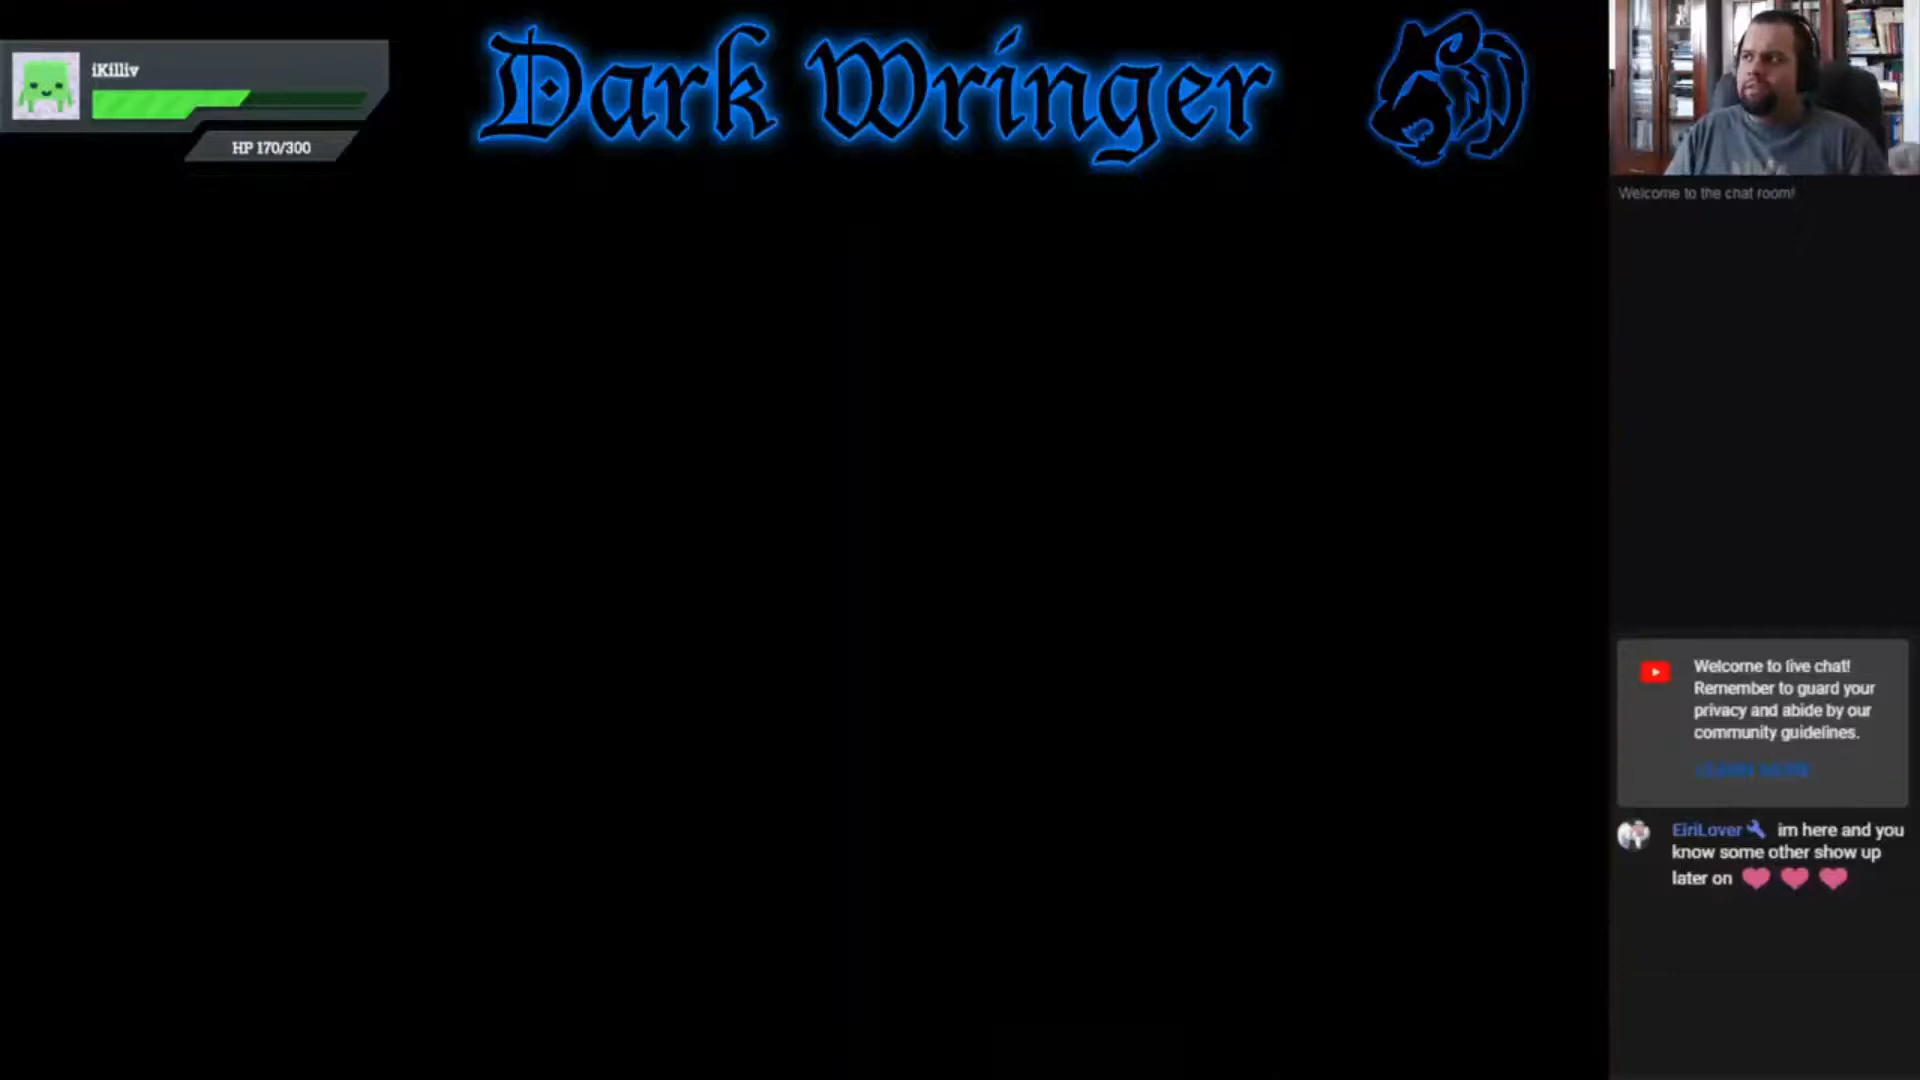 iKilliv
HP 170/300
Dark Wringer
Welcome to the chat room!
Welcome to live chat!
Remember to guard your
privacy and abide by our
community guidelines.
LEARN MORE
EiriLover im here and you
know some other show up
later on